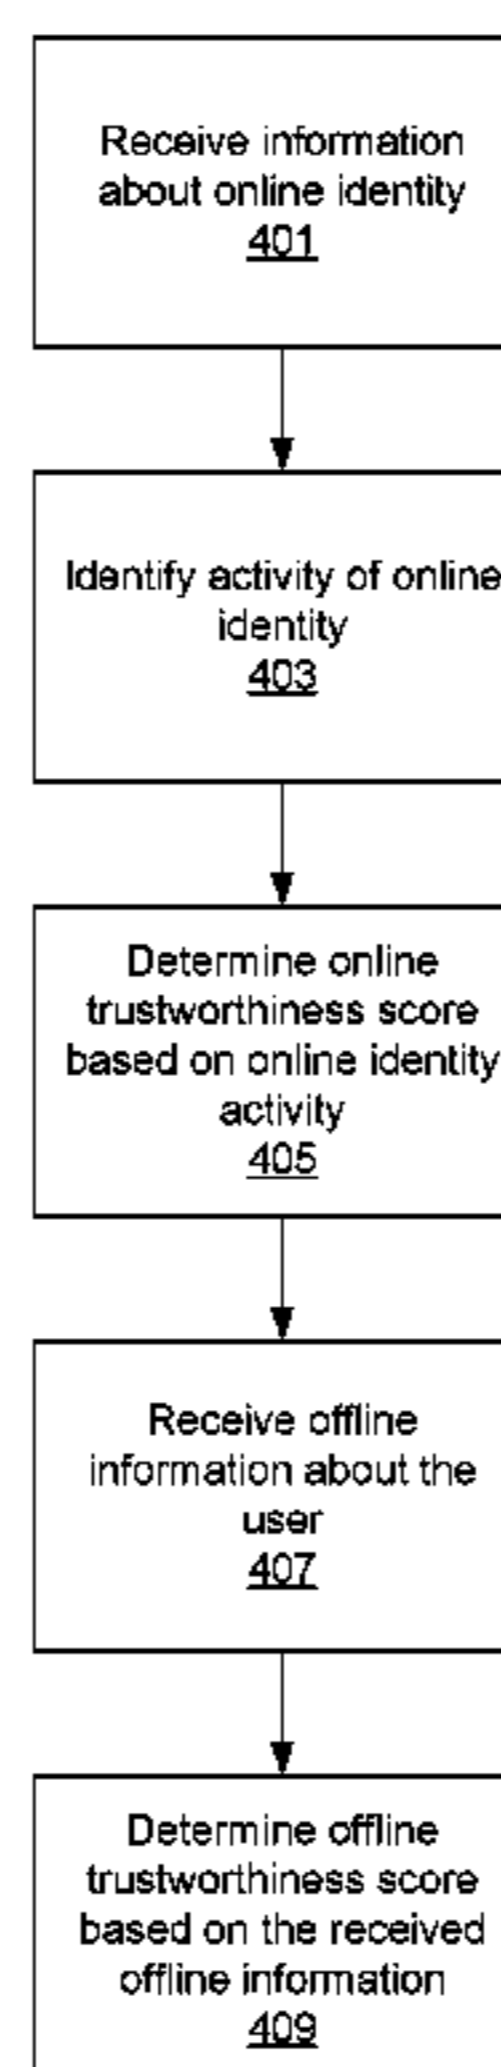 Receive information
about online identity
401
Identify activity of online
identity
403
Determine online
trustworthiness score
based on online identity
activity
405
Receive offline
information about the
user
407
Determine offline
trustworthiness score
based on the received
offline information
409